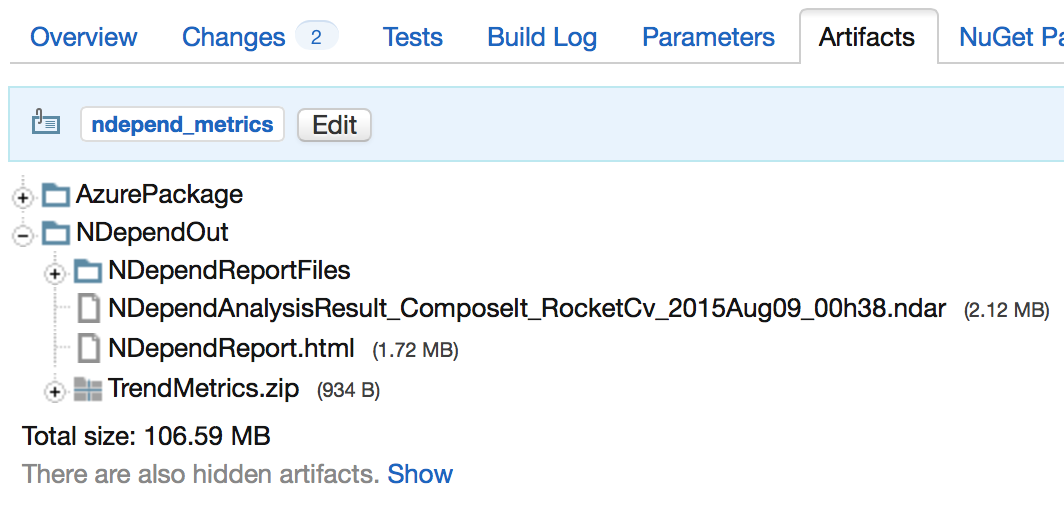 Overview Changes 2 Tests Build Log Parameters Artifacts NuGet Pa
ndepend_metrics Edit
AzurePackage
NDependOut
NDependReportFiles
NDependAnalysisResult_ComposeIt_RocketCv_2015Aug09_00h38.ndar (2.12 MB)
NDependReport.html (1.72 MB)
TrendMetrics.zip (934 B)
Total size: 106.59 MB
There are also hidden artifacts. Show